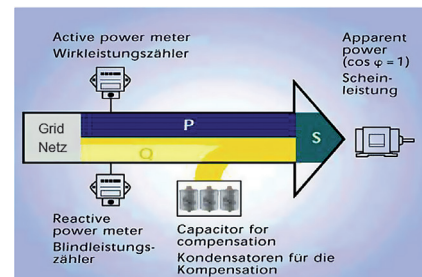 Active power meter
Wirkleistungszähler
Apparent
power
(cos φ = 1)
Schein-
leistung
Grid
Netz
P
Q
S
Reactive
power meter
Blindleistungs-
zähler
Capacitor for
compensation
Kondensatoren für die
Kompensation